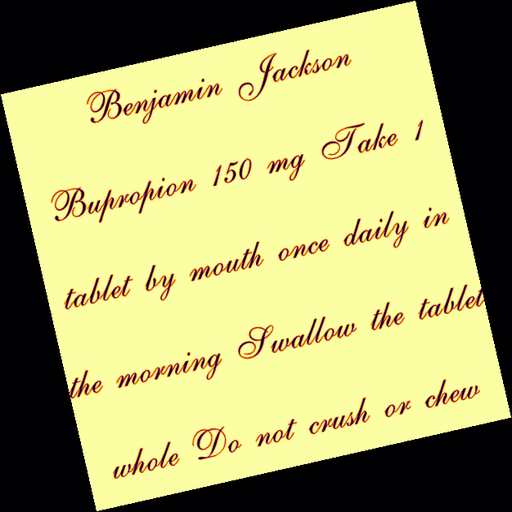 Benjamin Jackson
Bupropion 150 mg Take 1
tablet by mouth once daily in
the morning Swallow the tablet
whole Do not crush or chew